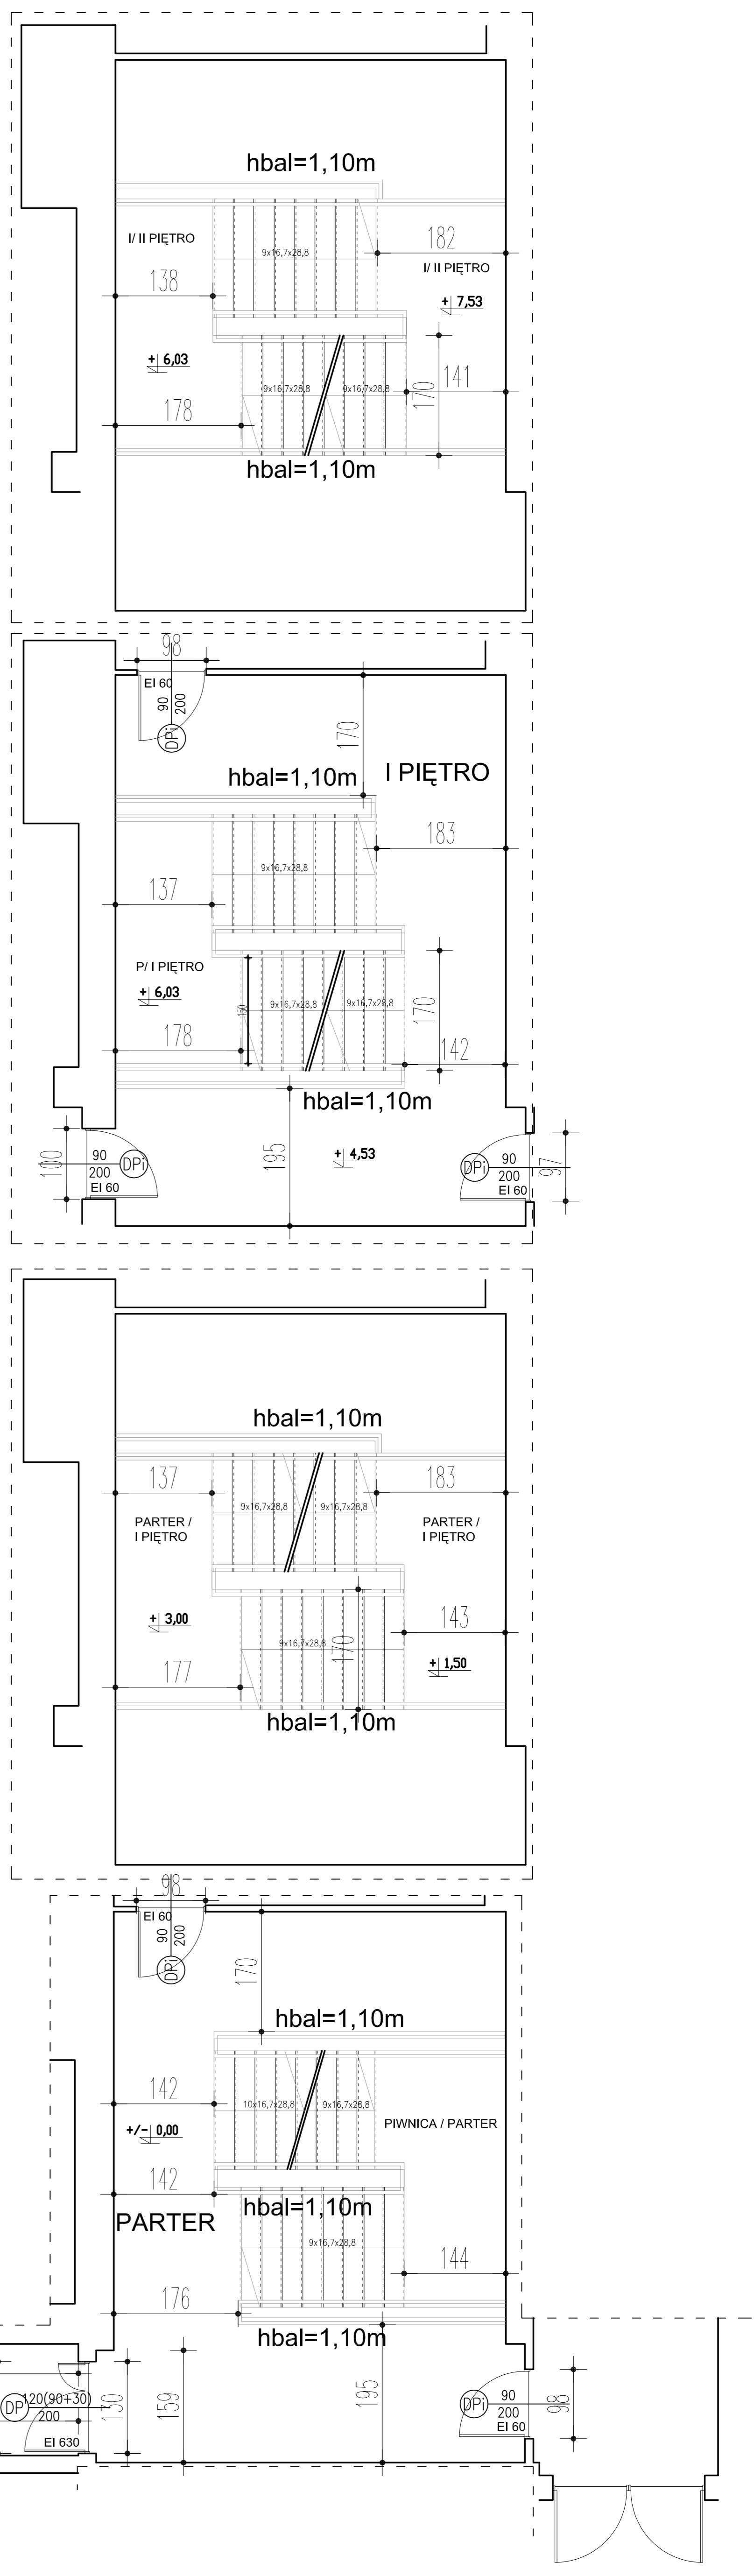 hbal=1,10m
I/ II PIĘTRO
9x16,7x28,8
182
I/ II PIĘTRO
138
+ 7,53
+ 6,03
141
170
9x16,7x28,8
9x16,7x28,8
178
hbal=1,10m
98
EI 60
90
200
DPi
170
I PIĘTRO
hbal=1,10m
183
9x16,7x28,8
137
P/ I PIĘTRO
+ 6,03
150
9x16,7x28,8
9x16,7x28,8
170
178
142
hbal=1,10m
100
90
200
EI 60
DPi
195
+ 4,53
DPi
90
200
EI 60
97
hbal=1,10m
137
183
PARTER /
I PIĘTRO
9x16,7x28,8
9x16,7x28,8
PARTER /
I PIĘTRO
+ 3,00
143
9x16,7x28,8
170
+ 1,50
177
hbal=1,10m
98
EI 60
90
200
DPi
170
hbal=1,10m
142
10x16,7x28,8
9x16,7x28,8
+/- 0,00
PIWNICA / PARTER
142
hbal=1,10m
PARTER
9x16,7x28,8
144
176
hbal=1,10m
DP
120(90+30)
200
EI 630
130
159
195
DPi
90
200
EI 60
98